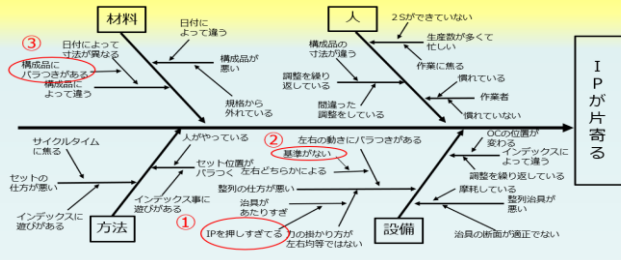 材料
人
③
日付に
よって違う
日付によって
寸法が異なる
構成品に
バラつきがある
構成品に
よって違う
構成品が
悪い
規格から
外れている
2Sができていない
構成品の
寸法が違う
生産数が多くて
忙しい
調整を繰り
返している
作業に焦る
慣れている
作業者
慣れていない
間違った
調整をしている
IPが片寄る
サイクルタイム
に焦る
人がやっている
セット位置が
バラつく
セットの
仕方が悪い
インデックス事に
遊びがある
インデックスに
遊びがある
方法
①
②
左右の動きにバラつきがある
基準がない
左右どちらかによる
整列の仕方が悪い
治具が
あたりすぎ
IPを押しすぎてる
力の掛かり方が
左右均等ではない
OCの位置が
変わる
インデックスに
よって違う
調整を繰り返している
摩耗している
整列治具が
悪い
治具の断面が適正でない
設備